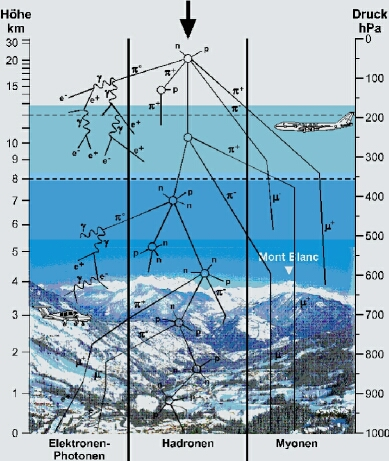 Höhe
km
Druck
hPa
30
20
15
10
9
8
7
6
5
4
3
2
1
0
0
100
200
300
400
500
600
700
800
900
1000
n
p
π°
π⁺
γ
γ
e⁻
e⁺
e⁻
e⁺
e⁺
π⁺
p
π⁺
π⁺
π⁻
μ⁻
μ⁺
π°
γ
γ
n
p
n
Mont Blanc
e⁺
e⁻
p
n
π⁺
π⁺
π⁺
n
p
μ⁻
Elektronen-
Photonen
Hadronen
Myonen